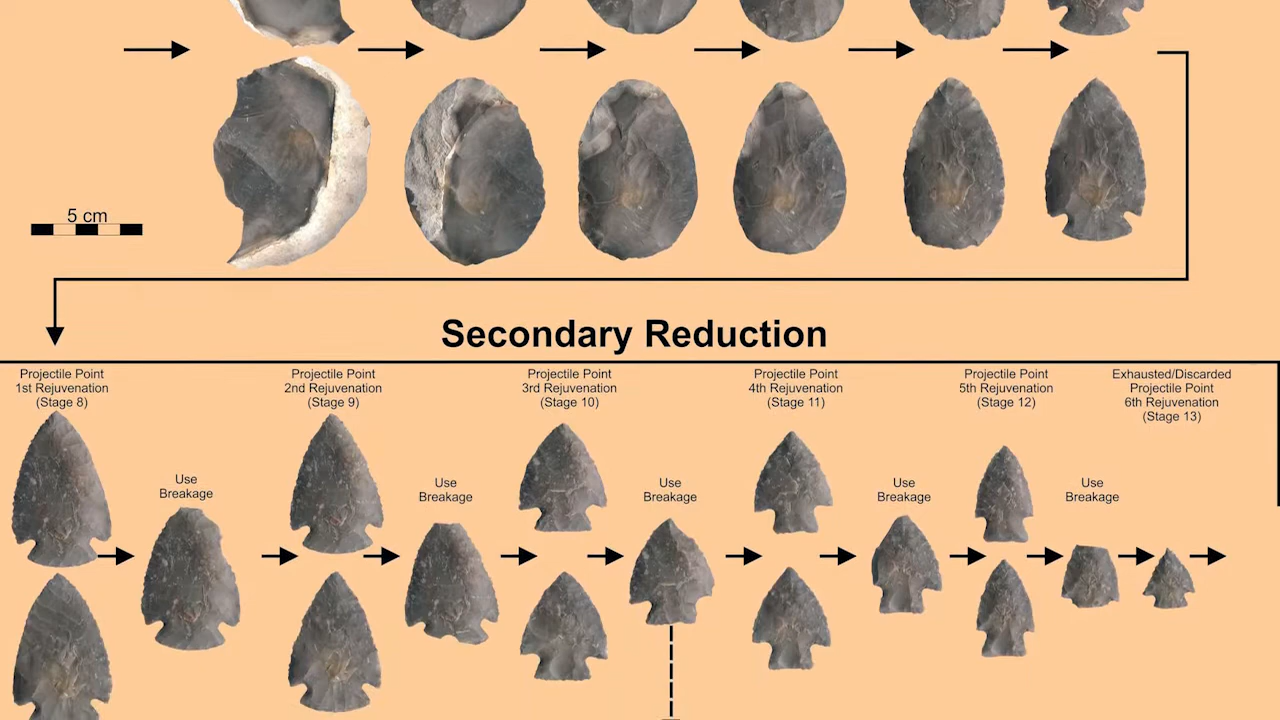 5 cm
Secondary Reduction
Projectile Point
1st Rejuvenation
(Stage 8)
Projectile Point
2nd Rejuvenation
(Stage 9)
Projectile Point
3rd Rejuvenation
(Stage 10)
Projectile Point
4th Rejuvenation
(Stage 11)
Projectile Point
5th Rejuvenation
(Stage 12)
Exhausted/Discarded
Projectile Point
6th Rejuvenation
(Stage 13)
Use
Breakage
Use
Breakage
Use
Breakage
Use
Breakage
Use
Breakage